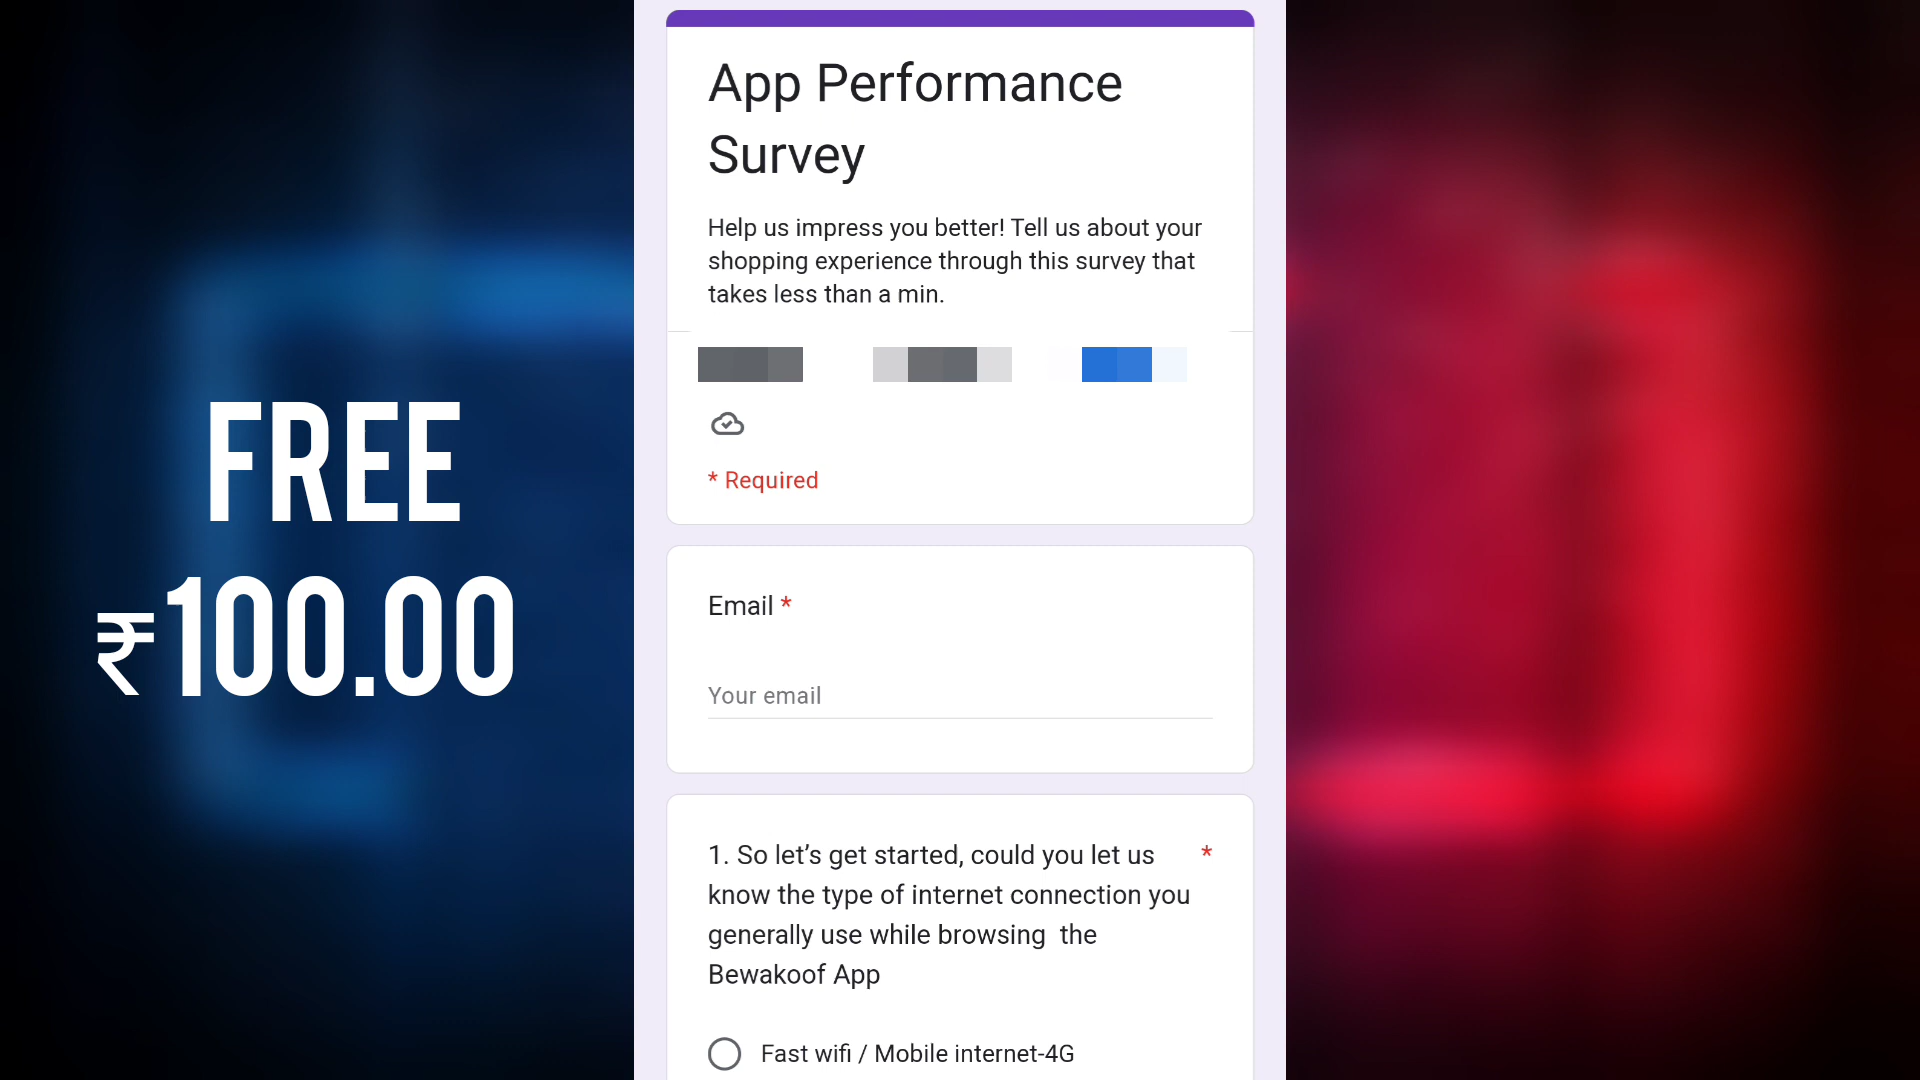 FREE
₹100.00
App Performance
Survey
Help us impress you better! Tell us about your
shopping experience through this survey that
takes less than a min.
* Required
Email *
Your email
1. So let’s get started, could you let us *
know the type of internet connection you
generally use while browsing  the
Bewakoof App
Fast wifi / Mobile internet-4G